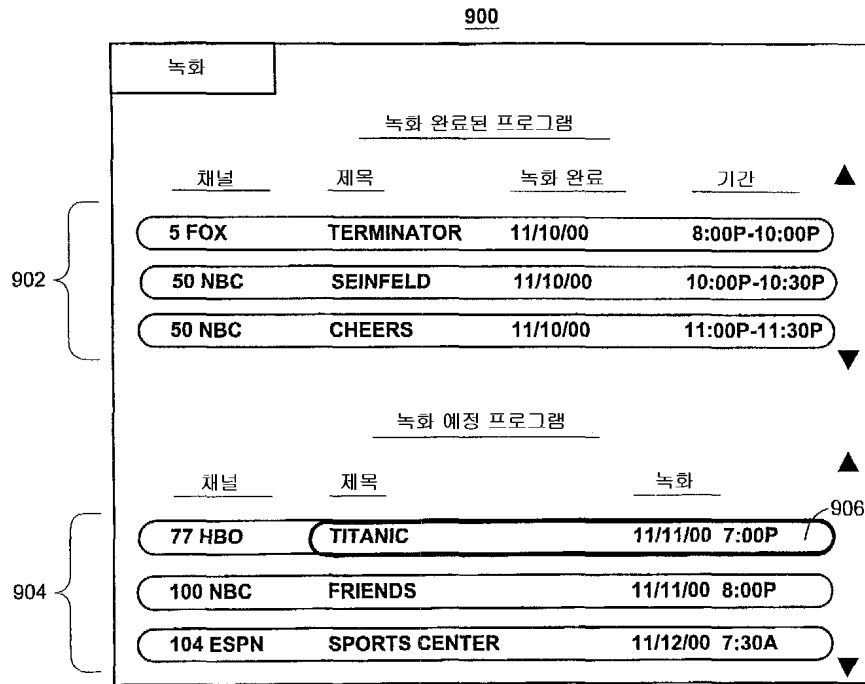 900
녹화
녹화 완료된 프로그램
채널 제목 녹화 완료 기간
5 FOX TERMINATOR 11/10/00 8:00P-10:00P
902
50 NBC SEINFELD 11/10/00 10:00P-10:30P
50 NBC CHEERS 11/10/00 11:00P-11:30P
녹화 예정 프로그램
채널 제목 녹화
906
77 HBO TITANIC 11/11/00 7:00P
904
100 NBC FRIENDS 11/11/00 8:00P
104 ESPN SPORTS CENTER 11/12/00 7:30A